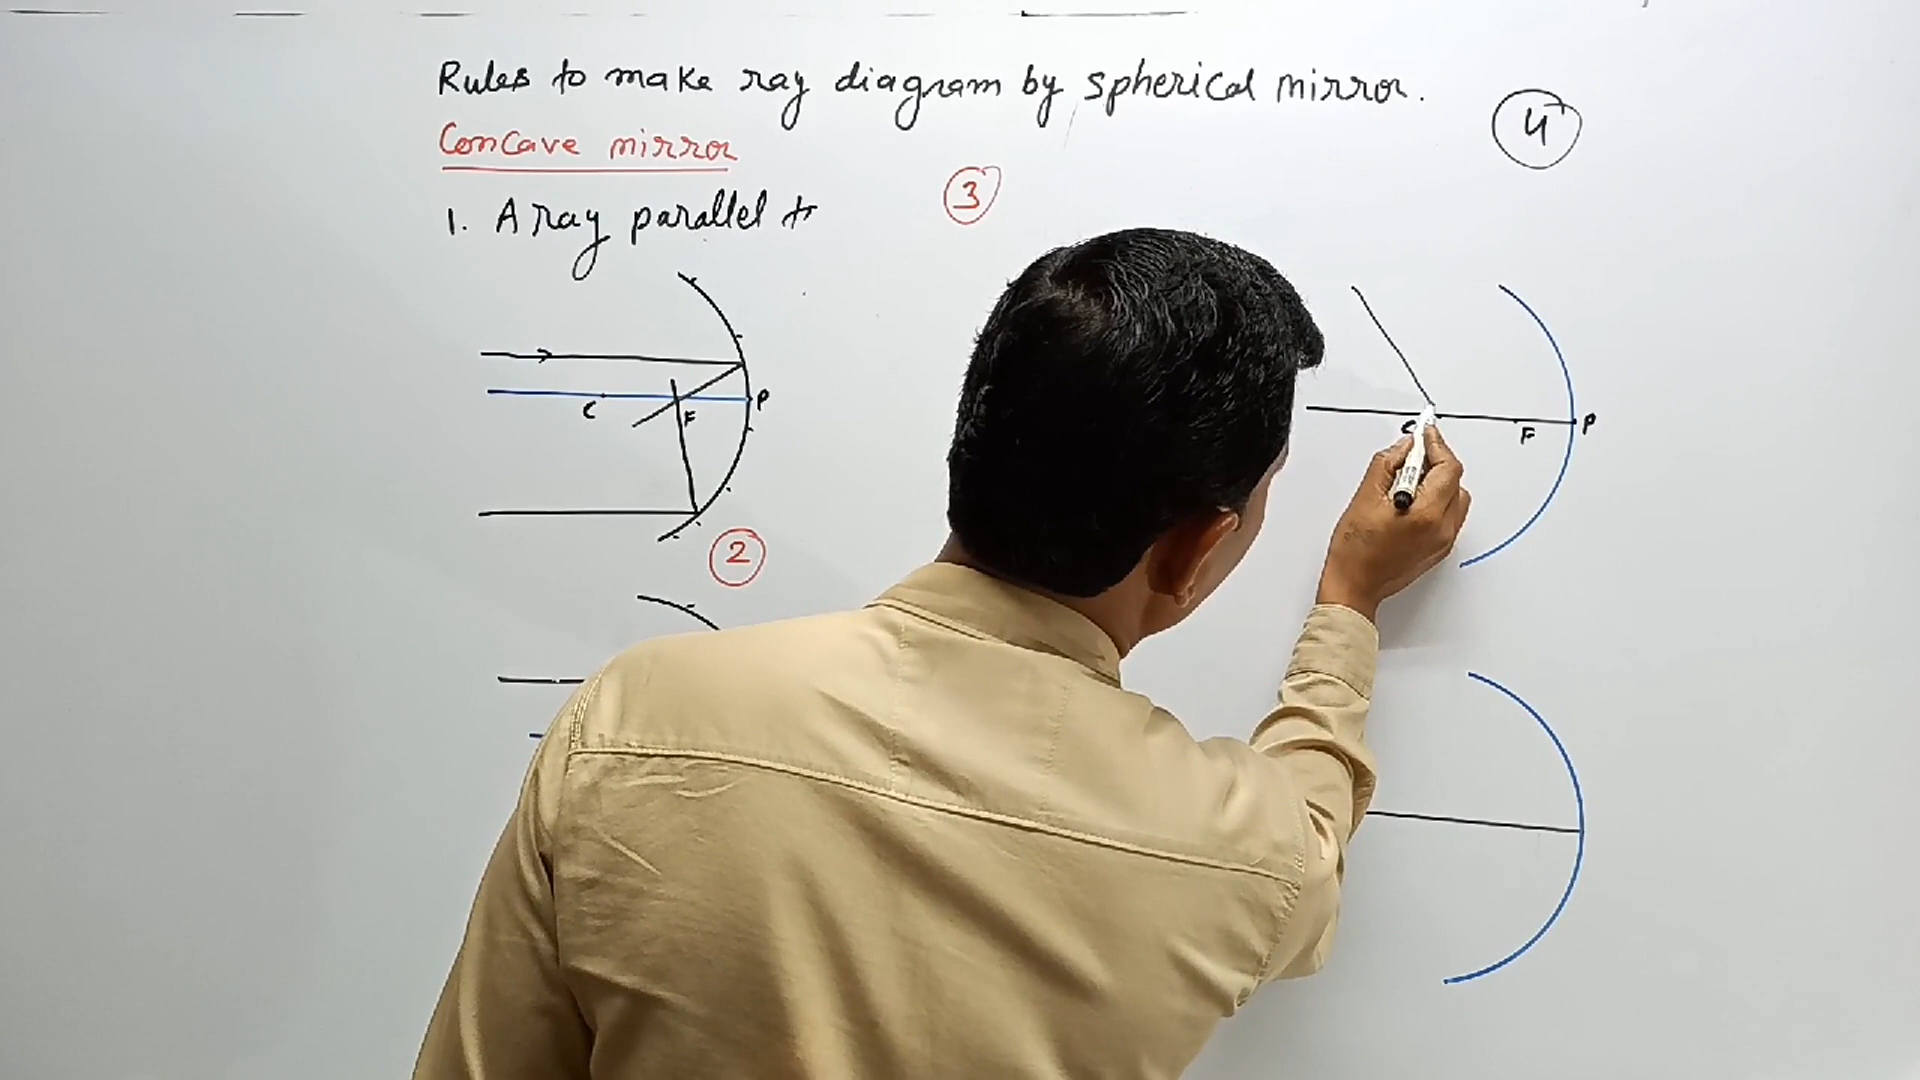 Rules to make ray diagram by spherical mirror.
4
Concave mirror
3
1. A ray parallel to
C
F
P
2
C
F
P